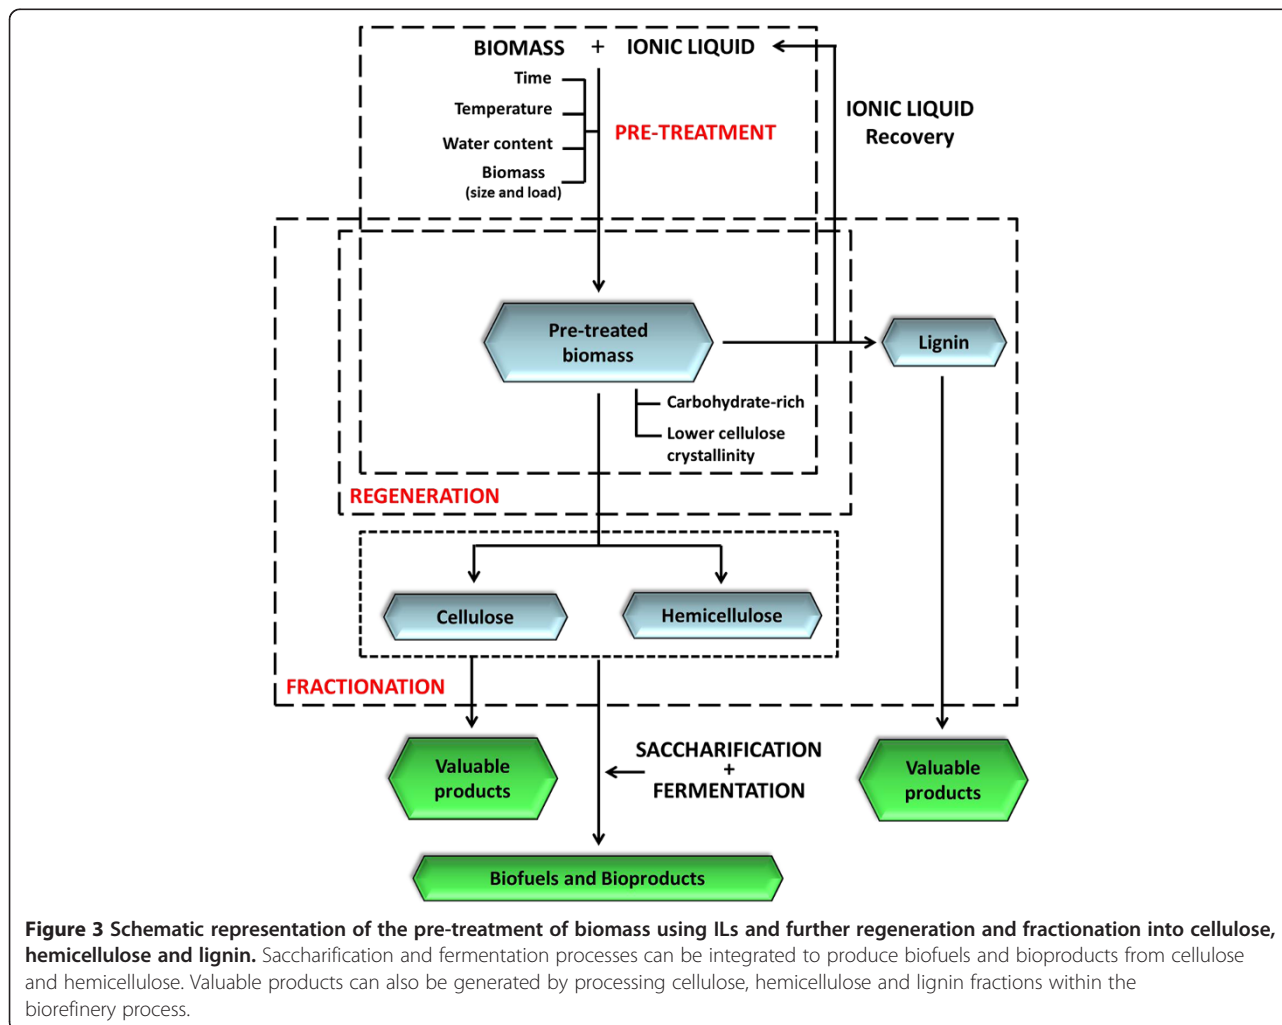 BIOMASS + IONIC LIQUID
Time
Temperature
Water content
Biomass
(size and load)
PRE-TREATMENT
IONIC LIQUID
Recovery
Pre-treated
biomass
Lignin
Carbohydrate-rich
Lower cellulose
crystallinity
REGENERATION
Cellulose
Hemicellulose
FRACTIONATION
Valuable
products
SACCHARIFICATION
+
FERMENTATION
Valuable
products
Biofuels and Bioproducts
Figure 3 Schematic representation of the pre-treatment of biomass using ILs and further regeneration and fractionation into cellulose,
hemicellulose and lignin. Saccharification and fermentation processes can be integrated to produce biofuels and bioproducts from cellulose
and hemicellulose. Valuable products can also be generated by processing cellulose, hemicellulose and lignin fractions within the
biorefinery process.